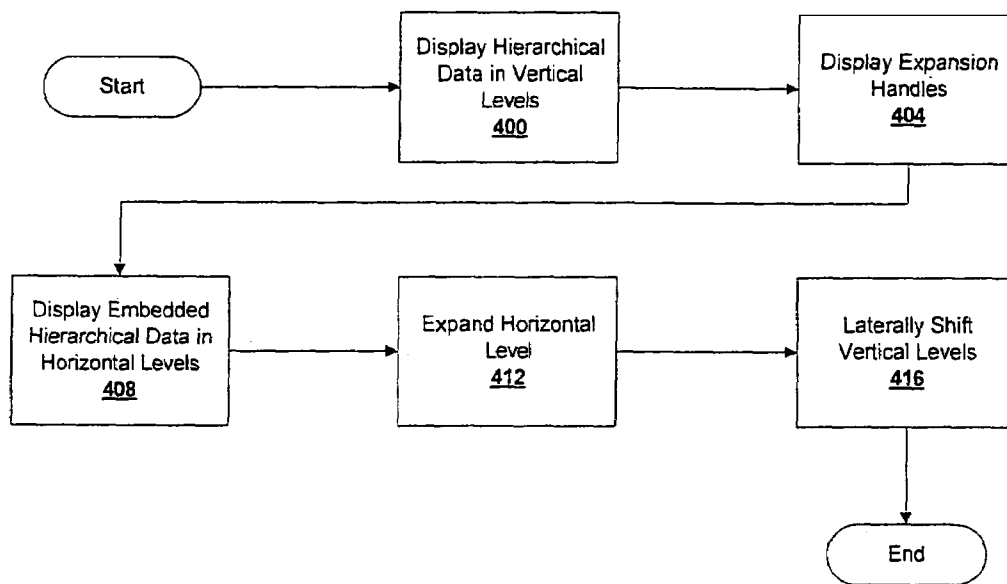 Start
Display Hierarchical
Data in Vertical
Levels
400
Display Expansion
Handles
404
Display Embedded
Hierarchical Data in
Horizontal Levels
408
Expand Horizontal
Level
412
Laterally Shift
Vertical Levels
416
End